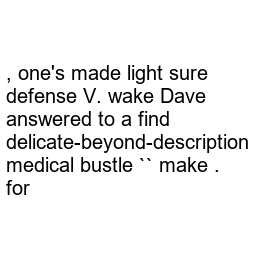 , one's made light sure
defense V. wake Dave
answered to a find
delicate-beyond-description
medical bustle `` make .
for